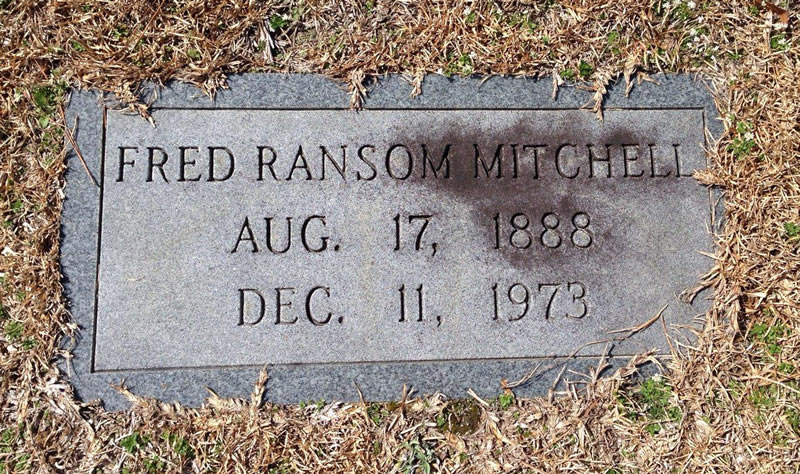 FRED RANSOM MITCHELL
AUG. 17, 1888
DEC. 11, 1973